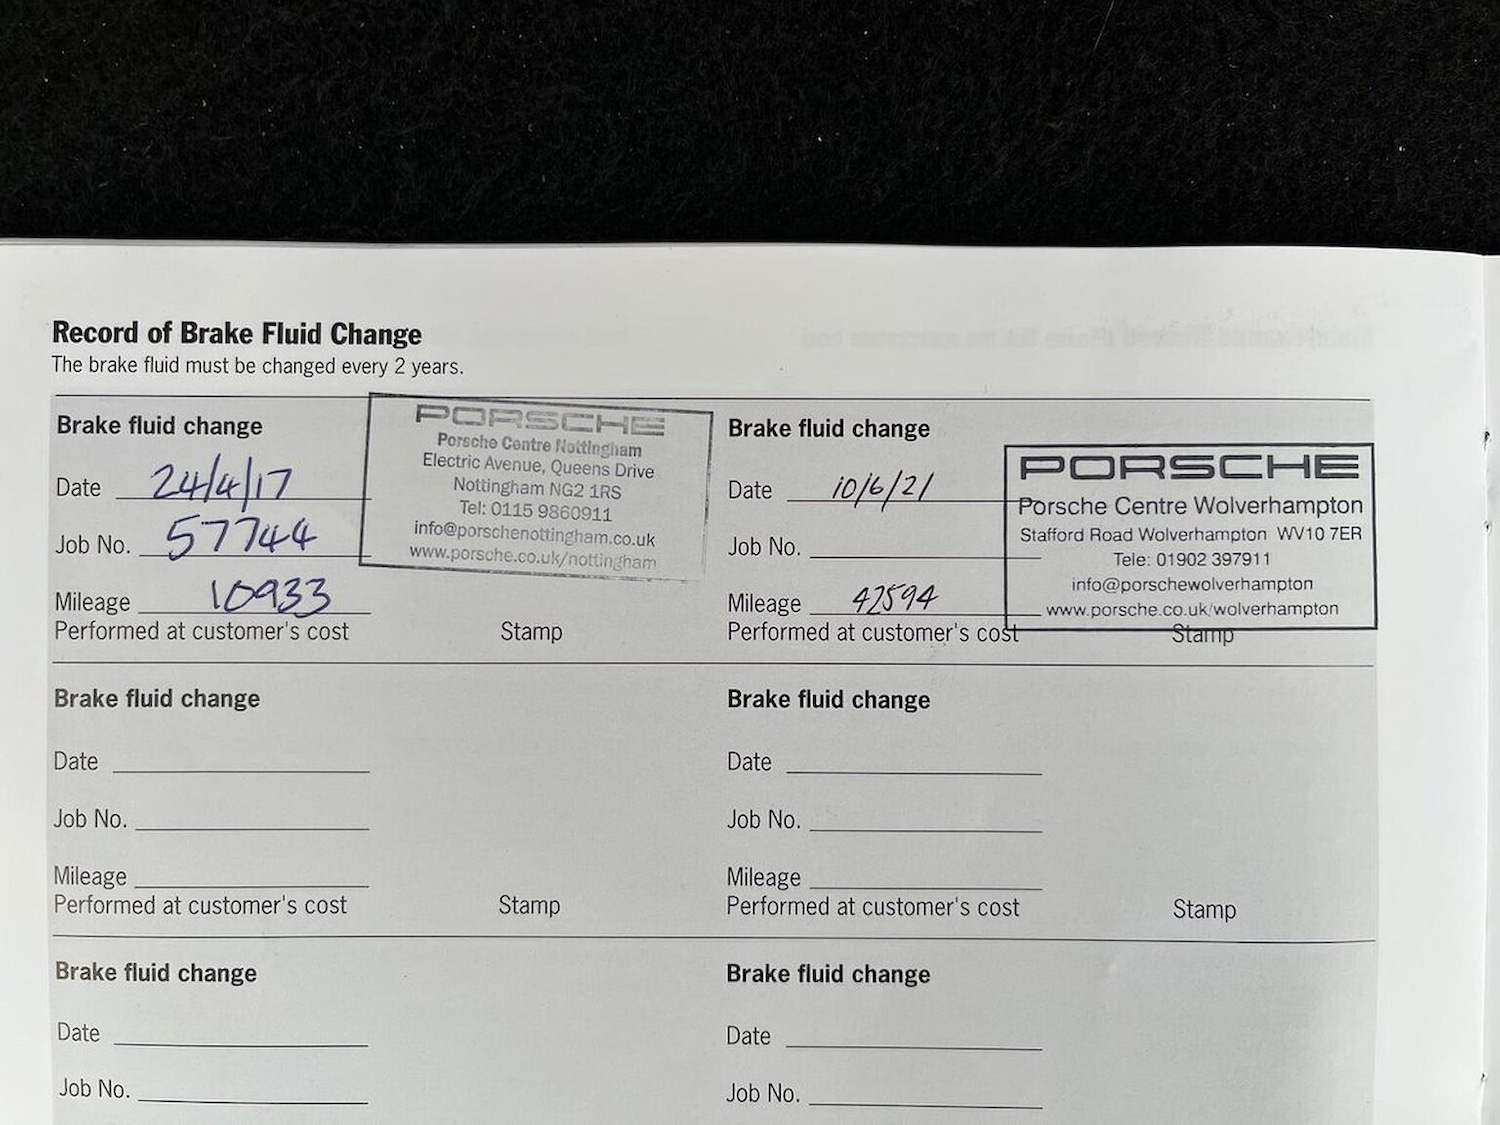 Record of Brake Fluid Change
The brake fluid must be changed every 2 years.
Brake fluid change
Date 24/4/17
Job No. 57744
Mileage 10933
Performed at customer's cost
PORSCHE
Porsche Centre Nottingham
Electric Avenue, Queens Drive
Nottingham NG2 1RS
Tel: 0115 9860911
info@porschenottingham.co.uk
www.porsche.co.uk/nottingham
Stamp
Brake fluid change
Date 10/6/21
Job No.
Mileage 42594
Performed at customer's cost
PORSCHE
Porsche Centre Wolverhampton
Stafford Road Wolverhampton WV10 7ER
Tele: 01902 397911
info@porschewolverhampton
www.porsche.co.uk/wolverhampton
Stamp
Brake fluid change
Date
Job No.
Mileage
Performed at customer's cost
Stamp
Brake fluid change
Date
Job No.
Mileage
Performed at customer's cost
Stamp
Brake fluid change
Date
Job No.
Brake fluid change
Date
Job No.